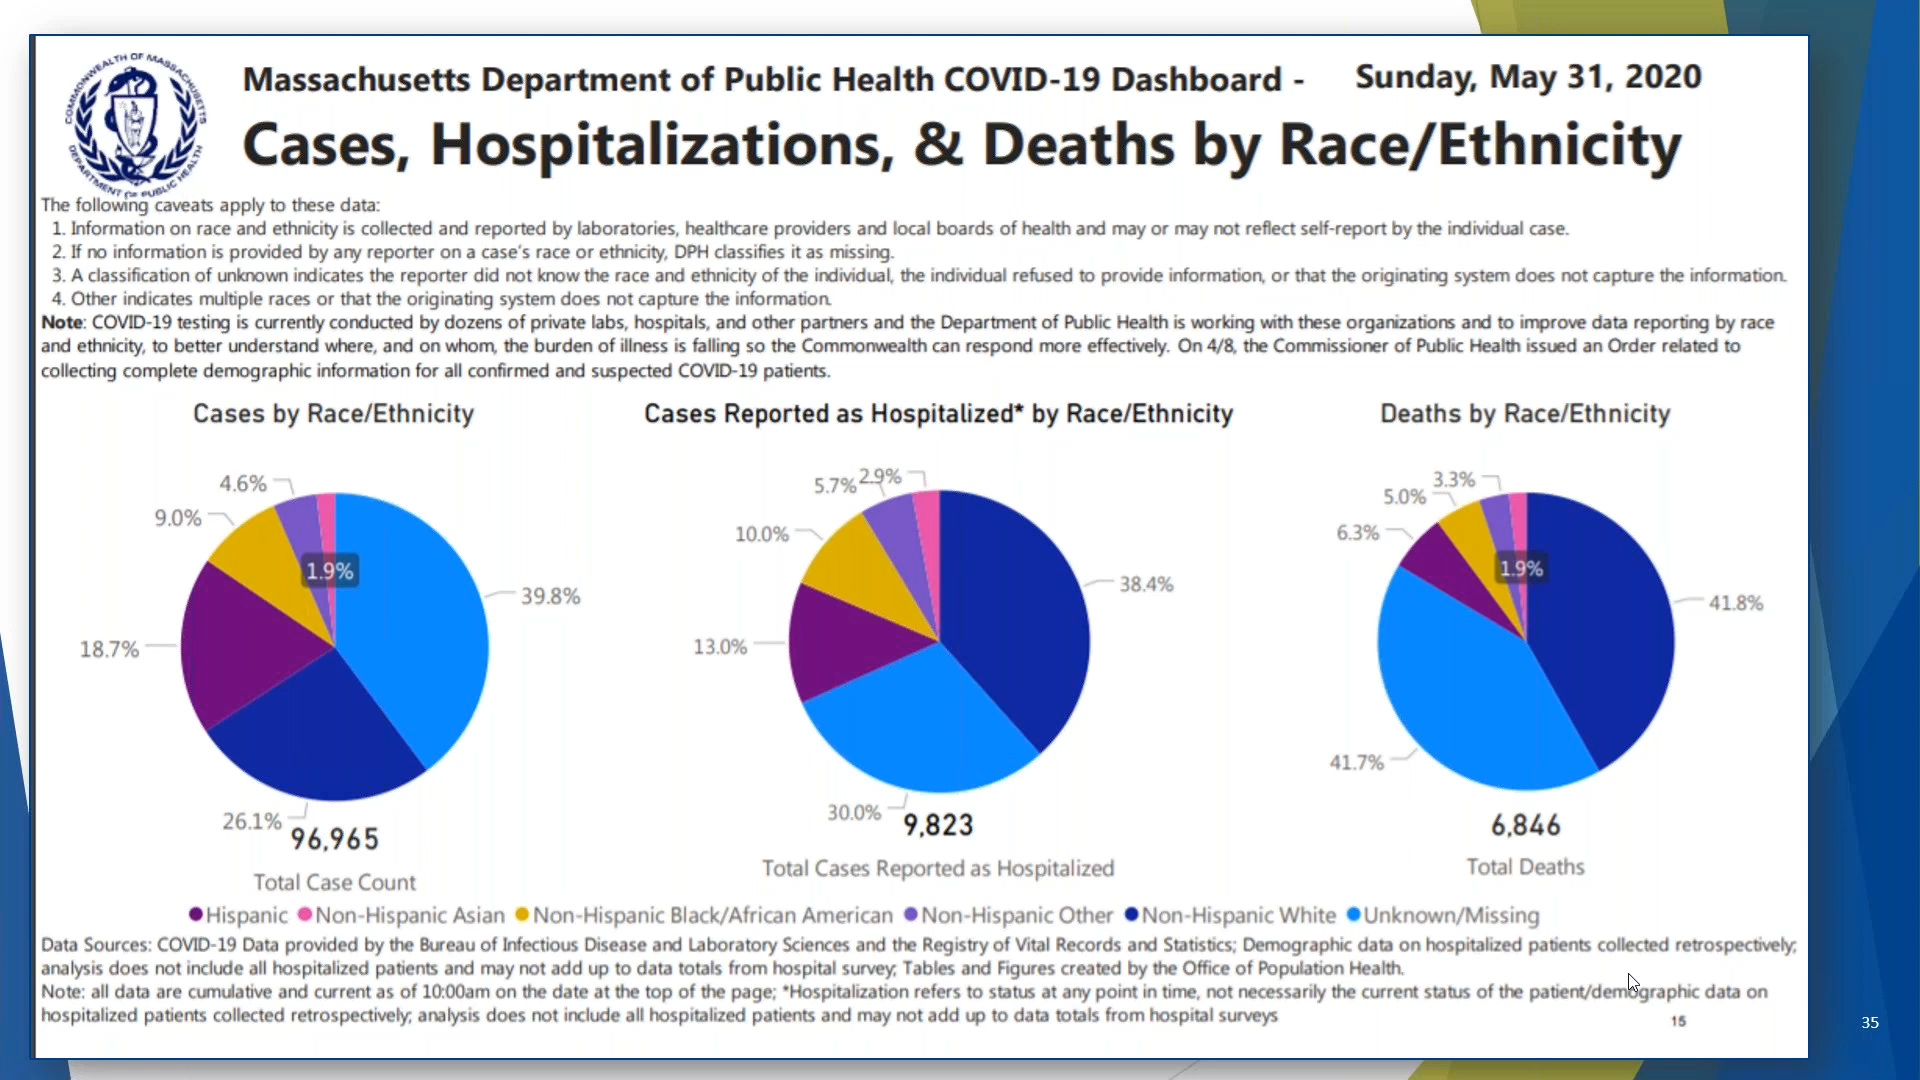 COMMONWEALTH OF MASSACHUSETTS
DEPARTMENT OF PUBLIC HEALTH
Massachusetts Department of Public Health COVID-19 Dashboard - Sunday, May 31, 2020
Cases, Hospitalizations, & Deaths by Race/Ethnicity
The following caveats apply to these data:
1. Information on race and ethnicity is collected and reported by laboratories, healthcare providers and local boards of health and may or may not reflect self-report by the individual case.
2. If no information is provided by any reporter on a case's race or ethnicity, DPH classifies it as missing.
3. A classification of unknown indicates the reporter did not know the race and ethnicity of the individual, the individual refused to provide information, or that the originating system does not capture the information.
4. Other indicates multiple races or that the originating system does not capture the information.
Note: COVID-19 testing is currently conducted by dozens of private labs, hospitals, and other partners and the Department of Public Health is working with these organizations and to improve data reporting by race
and ethnicity, to better understand where, and on whom, the burden of illness is falling so the Commonwealth can respond more effectively. On 4/8, the Commissioner of Public Health issued an Order related to
collecting complete demographic information for all confirmed and suspected COVID-19 patients.
Cases by Race/Ethnicity
4.6%
9.0%
1.9%
39.8%
18.7%
26.1%
96,965
Total Case Count
Cases Reported as Hospitalized* by Race/Ethnicity
2.9%
5.7%
10.0%
38.4%
13.0%
30.0%
9,823
Total Cases Reported as Hospitalized
Deaths by Race/Ethnicity
3.3%
5.0%
6.3%
1.9%
41.8%
41.7%
6,846
Total Deaths
Hispanic Non-Hispanic Asian Non-Hispanic Black/African American Non-Hispanic Other Non-Hispanic White Unknown/Missing
Data Sources: COVID-19 Data provided by the Bureau of Infectious Disease and Laboratory Sciences and the Registry of Vital Records and Statistics; Demographic data on hospitalized patients collected retrospectively;
analysis does not include all hospitalized patients and may not add up to data totals from hospital survey; Tables and Figures created by the Office of Population Health.
Note: all data are cumulative and current as of 10:00am on the date at the top of the page; *Hospitalization refers to status at any point in time, not necessarily the current status of the patient/demographic data on
hospitalized patients collected retrospectively; analysis does not include all hospitalized patients and may not add up to data totals from hospital surveys
15
35